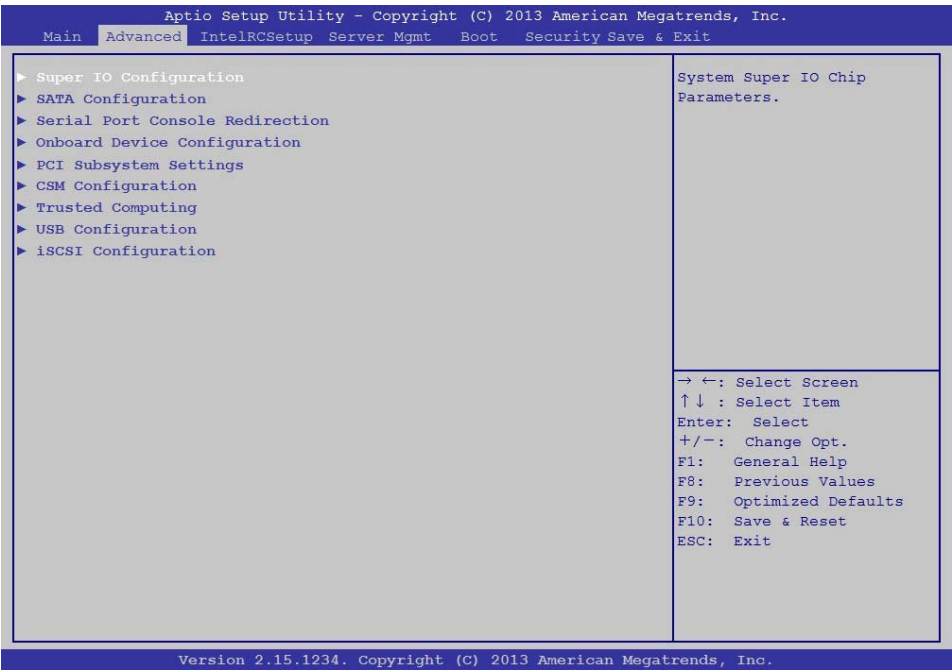 Aptio Setup Utility - Copyright (C) 2013 American Megatrends, Inc.
Main Advanced IntelRCSetup Server Mgmt Boot Security Save & Exit
► Super IO Configuration
► SATA Configuration
► Serial Port Console Redirection
► Onboard Device Configuration
► PCI Subsystem Settings
► CSM Configuration
► Trusted Computing
► USB Configuration
► iSCSI Configuration
System Super IO Chip
Parameters.
→ ←: Select Screen
↑↓ : Select Item
Enter: Select
+/-: Change Opt.
F1: General Help
F8: Previous Values
F9: Optimized Defaults
F10: Save & Reset
ESC: Exit
Version 2.15.1234. Copyright (C) 2013 American Megatrends, Inc.